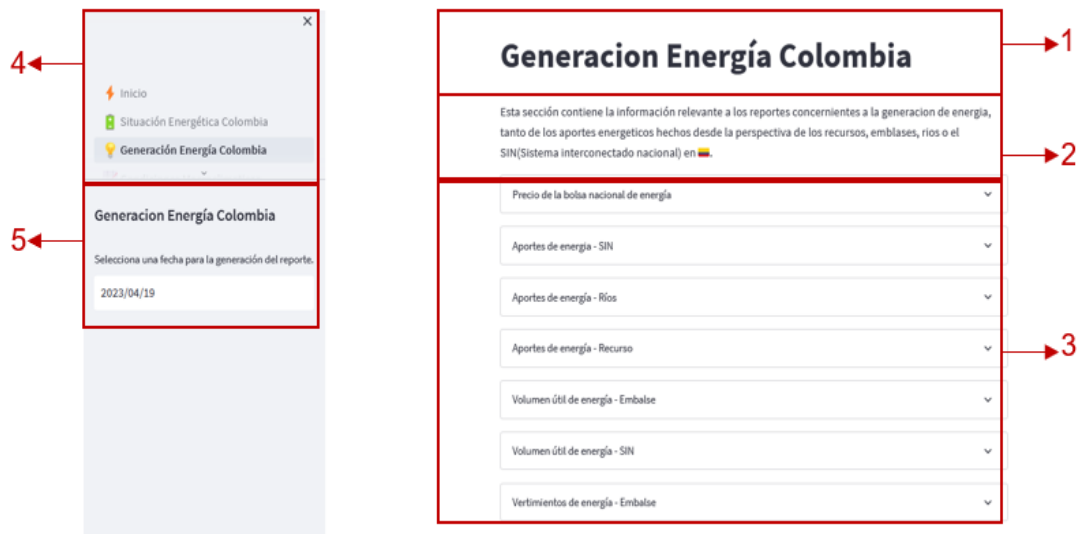 4
×
Inicio
Situación Energética Colombia
Generación Energía Colombia
5
Generacion Energía Colombia
Selecciona una fecha para la generación del reporte.
2023/04/19
Generacion Energía Colombia
1
Esta sección contiene la información relevante a los reportes concernientes a la generacion de energia,
tanto de los aportes energeticos hechos desde la perspectiva de los recursos, emblases, rios o el
SIN(Sistema interconectado nacional) en 🇨🇴.
2
Precio de la bolsa nacional de energía
Aportes de energia - SIN
Aportes de energía - Ríos
Aportes de energía - Recurso
3
Volumen útil de energía - Embalse
Volumen útil de energía - SIN
Vertimientos de energía - Embalse